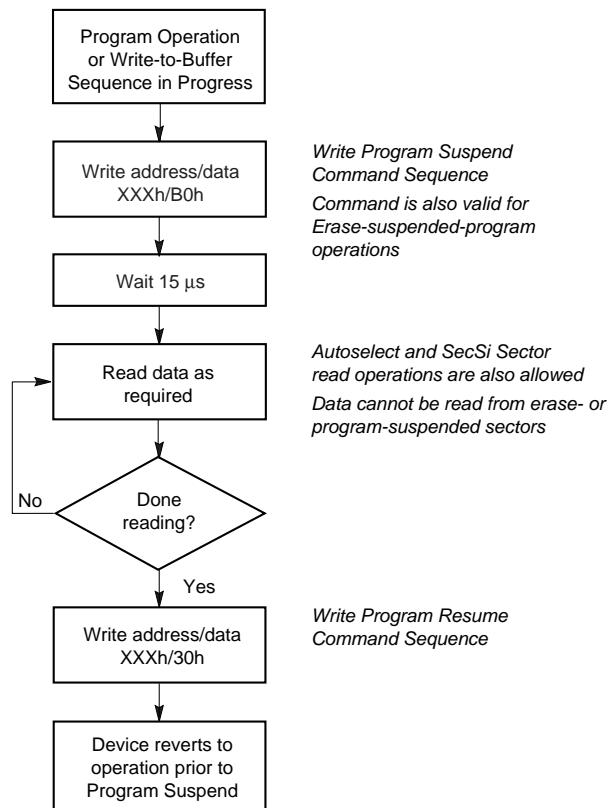 Program Operation
or Write-to-Buffer
Sequence in Progress
Write address/data
XXXh/B0h
Write Program Suspend
Command Sequence
Command is also valid for
Erase-suspended-program
operations
Wait 15 μs
Read data as
required
Autoselect and SecSi Sector
read operations are also allowed
Data cannot be read from erase- or
program-suspended sectors
No
Done
reading?
Yes
Write address/data
XXXh/30h
Write Program Resume
Command Sequence
Device reverts to
operation prior to
Program Suspend